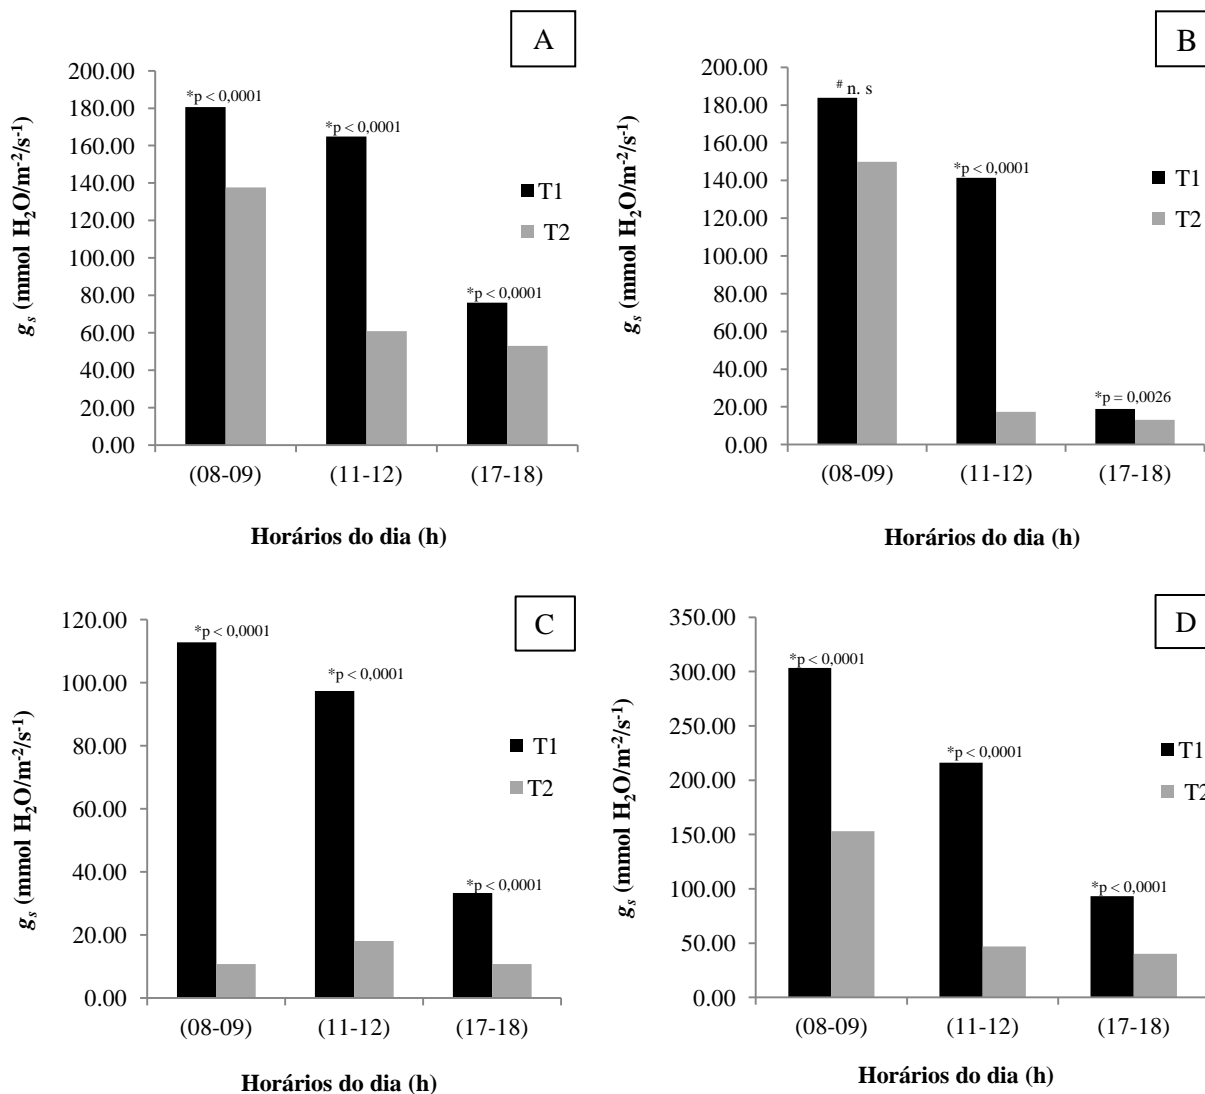 A
200.00
180.00
160.00
140.00
120.00
100.00
80.00
60.00
40.00
20.00
0.00
gs (mmol H2O/m-2/s-1)
*p < 0,0001
*p < 0,0001
*p < 0,0001
T1
T2
(08-09) (11-12) (17-18)
Horários do dia (h)
B
200.00
180.00
160.00
140.00
120.00
100.00
80.00
60.00
40.00
20.00
0.00
gs (mmol H2O/m-2/s-1)
# n. s
*p < 0,0001
*p = 0,0026
T1
T2
(08-09) (11-12) (17-18)
Horários do dia (h)
C
120.00
100.00
80.00
60.00
40.00
20.00
0.00
gs (mmol H2O/m-2/s-1)
*p < 0,0001
*p < 0,0001
*p < 0,0001
T1
T2
(08-09) (11-12) (17-18)
Horários do dia (h)
D
350.00
300.00
250.00
200.00
150.00
100.00
50.00
0.00
gs (mmol H2O/m-2/s-1)
*p < 0,0001
*p < 0,0001
*p < 0,0001
T1
T2
(08-09) (11-12) (17-18)
Horários do dia (h)